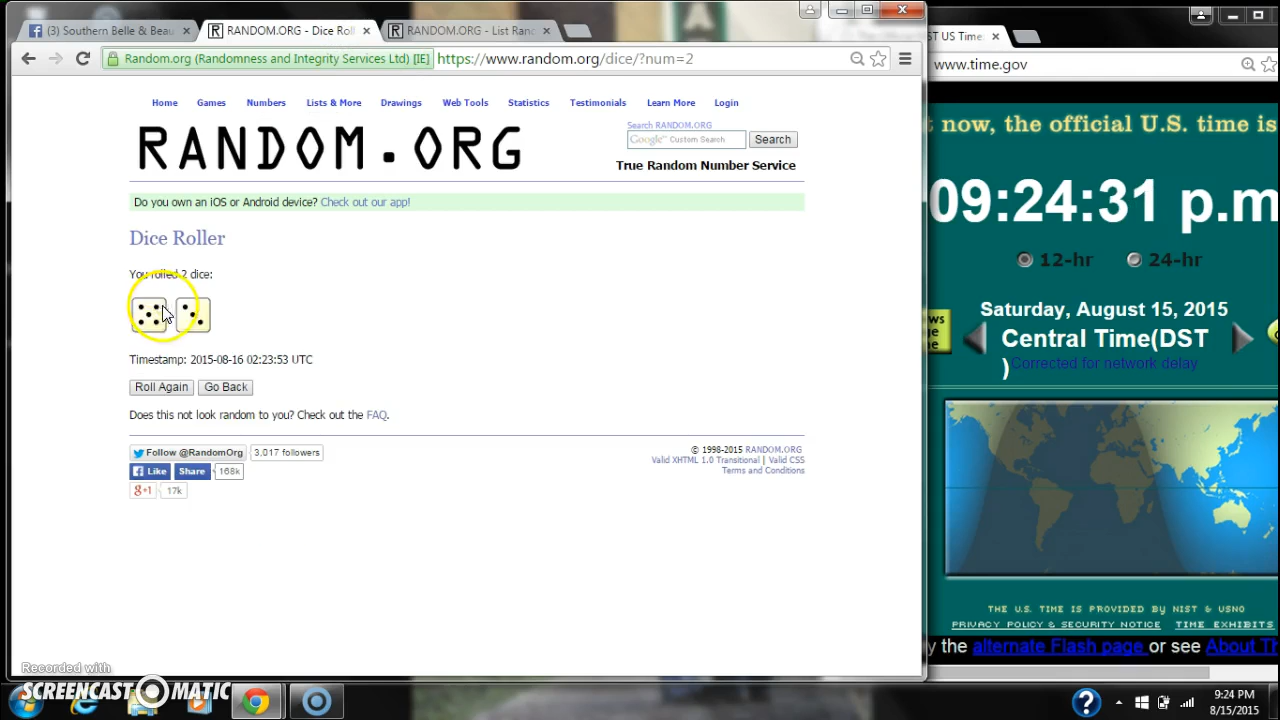 (3) Southern Belle & Beau
RANDOM.ORG - Dice Roll
RANDOM.ORG - List Ran
ST US Time:
Random.org (Randomness and Integrity Services Ltd) [IE]
https://www.random.org/dice/?num=2
www.time.gov
Home Games Numbers Lists & More Drawings Web Tools Statistics Testimonials Learn More Login
RANDOM.ORG
Search RANDOM.ORG
Google™ Custom Search
Search
True Random Number Service
Do you own an iOS or Android device? Check out our app!
Dice Roller
You rolled 2 dice:
Timestamp: 2015-08-16 02:23:53 UTC
Roll Again Go Back
Does this not look random to you? Check out the FAQ.
Follow @RandomOrg 3,017 followers
Like Share 168k
g+1 17k
© 1998-2015 RANDOM.ORG
Valid XHTML 1.0 Transitional | Valid CSS
Terms and Conditions
t now, the official U.S. time is
09:24:31 p.m
12-hr 24-hr
Saturday, August 15, 2015
Central Time(DST
)
Corrected for network delay
THE U.S. TIME IS PROVIDED BY NIST & USNO
PRIVACY POLICY & SECURITY NOTICE TIME EXHIBITS
y the alternate Flash page or see About Th
Recorded with
SCREENCAST-O-MATIC
9:24 PM
8/15/2015